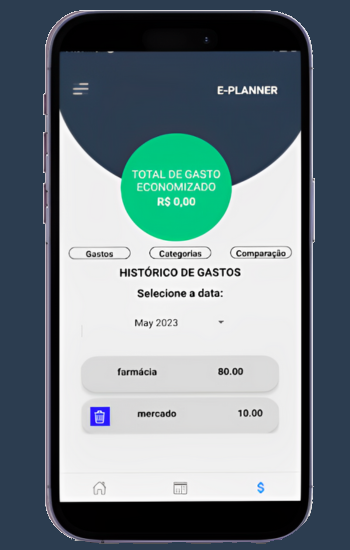 E-PLANNER
TOTAL DE GASTO
ECONOMIZADO
R$ 0,00
Gastos Categorias Comparação
HISTÓRICO DE GASTOS
Selecione a data:
May 2023
farmácia 80.00
mercado 10.00
$